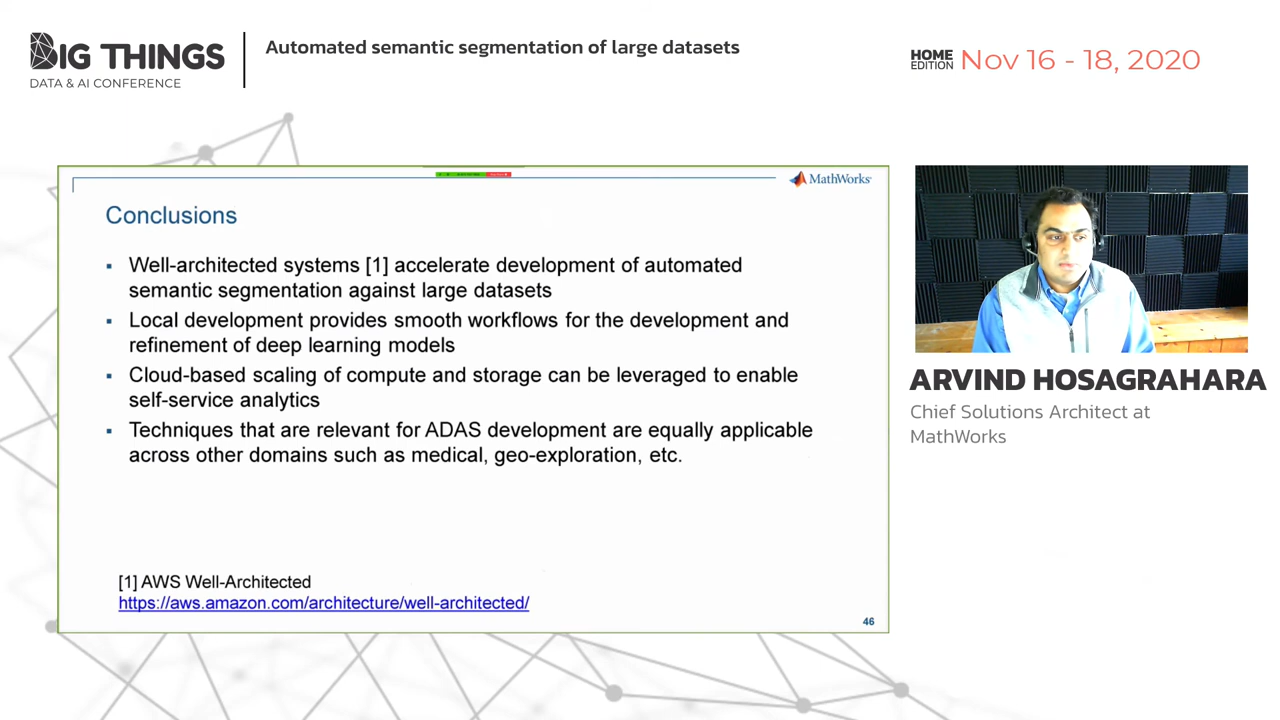 BIG THINGS
DATA & AI CONFERENCE
Automated semantic segmentation of large datasets
HOME
EDITION
Nov 16 - 18, 2020
MathWorks
Conclusions
▪ Well-architected systems [1] accelerate development of automated
semantic segmentation against large datasets
▪ Local development provides smooth workflows for the development and
refinement of deep learning models
▪ Cloud-based scaling of compute and storage can be leveraged to enable
self-service analytics
▪ Techniques that are relevant for ADAS development are equally applicable
across other domains such as medical, geo-exploration, etc.
[1] AWS Well-Architected
https://aws.amazon.com/architecture/well-architected/
46
ARVIND HOSAGRAHARA
Chief Solutions Architect at
MathWorks